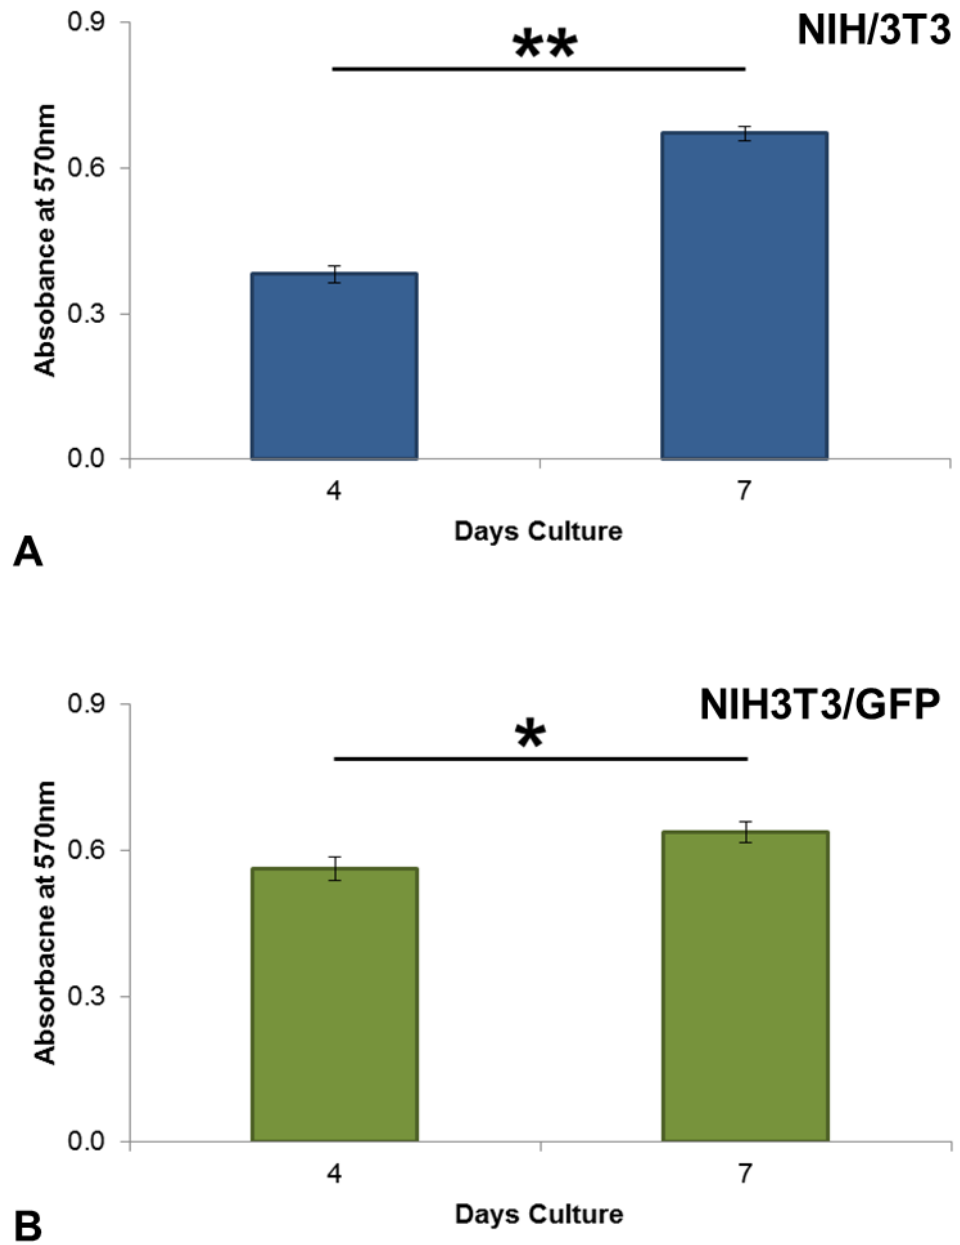 NIH/3T3
**
0.9
0.6
0.3
0.0
Absobance at 570nm
4
7
Days Culture
A
NIH3T3/GFP
*
0.9
0.6
0.3
0.0
Absorbacne at 570nm
4
7
Days Culture
B